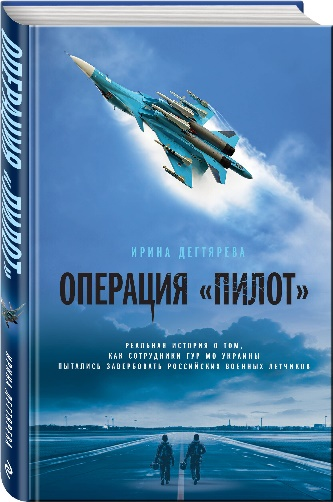 ИРИНА ДЕГТЯРЕВА
ОПЕРАЦИЯ «ПИЛОТ»
РЕАЛЬНАЯ ИСТОРИЯ О ТОМ,
КАК СОТРУДНИКИ ГУР МО УКРАИНЫ
ПЫТАЛИСЬ ЗАВЕРБОВАТЬ РОССИЙСКИХ ВОЕННЫХ ЛЕТЧИКОВ
ОПЕРАЦИЯ «ПИЛОТ»
ИРИНА ДЕГТЯРЕВА